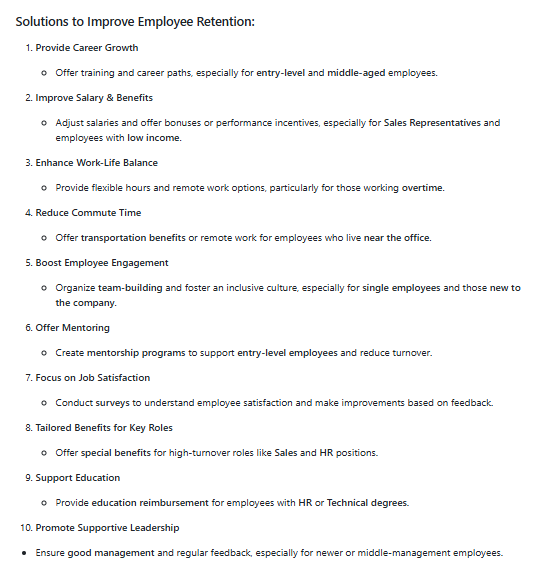 Solutions to Improve Employee Retention:
1. Provide Career Growth
Offer training and career paths, especially for entry-level and middle-aged employees.
2. Improve Salary & Benefits
Adjust salaries and offer bonuses or performance incentives, especially for Sales Representatives and
employees with low income.
3. Enhance Work-Life Balance
Provide flexible hours and remote work options, particularly for those working overtime.
4. Reduce Commute Time
Offer transportation benefits or remote work for employees who live near the office.
5. Boost Employee Engagement
Organize team-building and foster an inclusive culture, especially for single employees and those new to
the company.
6. Offer Mentoring
Create mentorship programs to support entry-level employees and reduce turnover.
7. Focus on Job Satisfaction
Conduct surveys to understand employee satisfaction and make improvements based on feedback.
8. Tailored Benefits for Key Roles
Offer special benefits for high-turnover roles like Sales and HR positions.
9. Support Education
Provide education reimbursement for employees with HR or Technical degrees.
10. Promote Supportive Leadership
Ensure good management and regular feedback, especially for newer or middle-management employees.